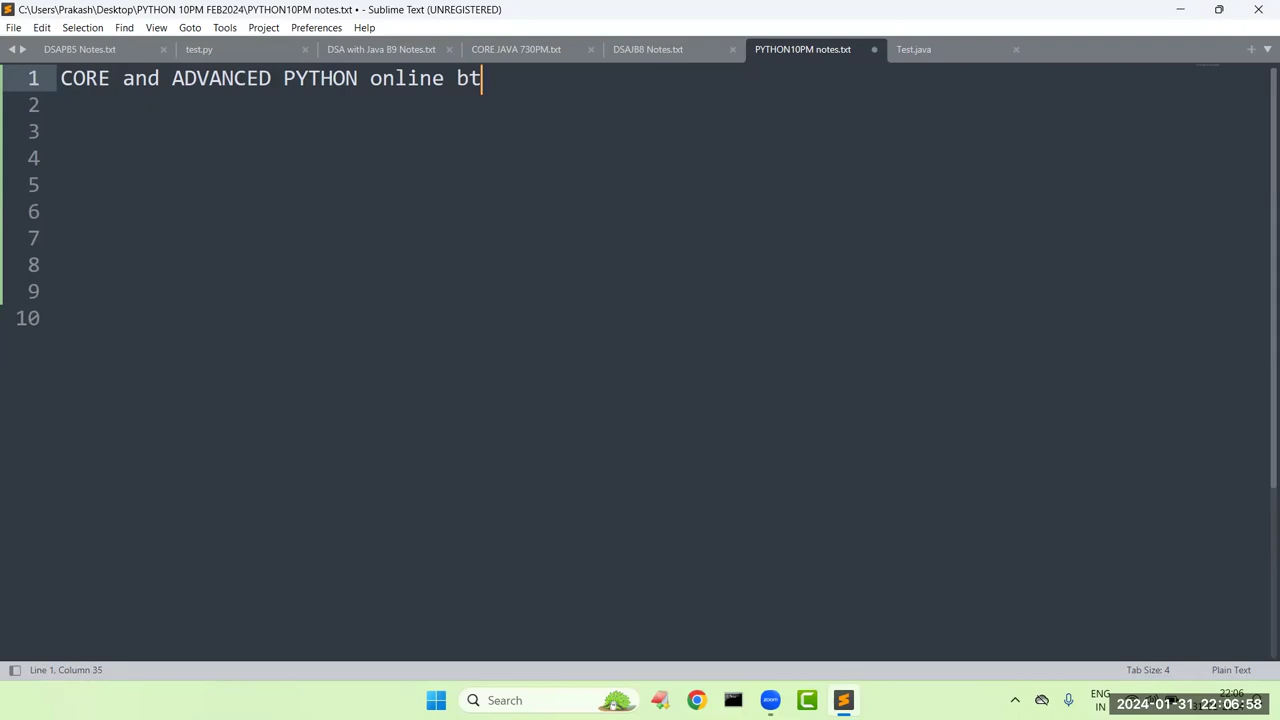 C:\Users\Prakash\Desktop\PYTHON 10PM FEB2024\PYTHON10PM notes.txt • - Sublime Text (UNREGISTERED)
File Edit Selection Find View Goto Tools Project Preferences Help
DSAPB5 Notes.txt test.py DSA with Java B9 Notes.txt CORE JAVA 730PM.txt DSAJB8 Notes.txt PYTHON10PM notes.txt Test.java
1 CORE and ADVANCED PYTHON online bt
2
3
4
5
6
7
8
9
10
Line 1, Column 35 Tab Size: 4 Plain Text
Search zoom ENG 22:06
IN
2024-01-31 22:06:58